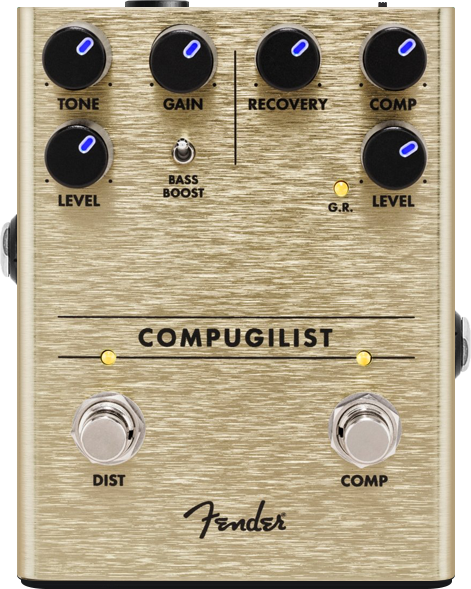 TONE GAIN RECOVERY COMP
LEVEL BASS BOOST G.R. LEVEL
COMPUGILIST
DIST COMP
Fender